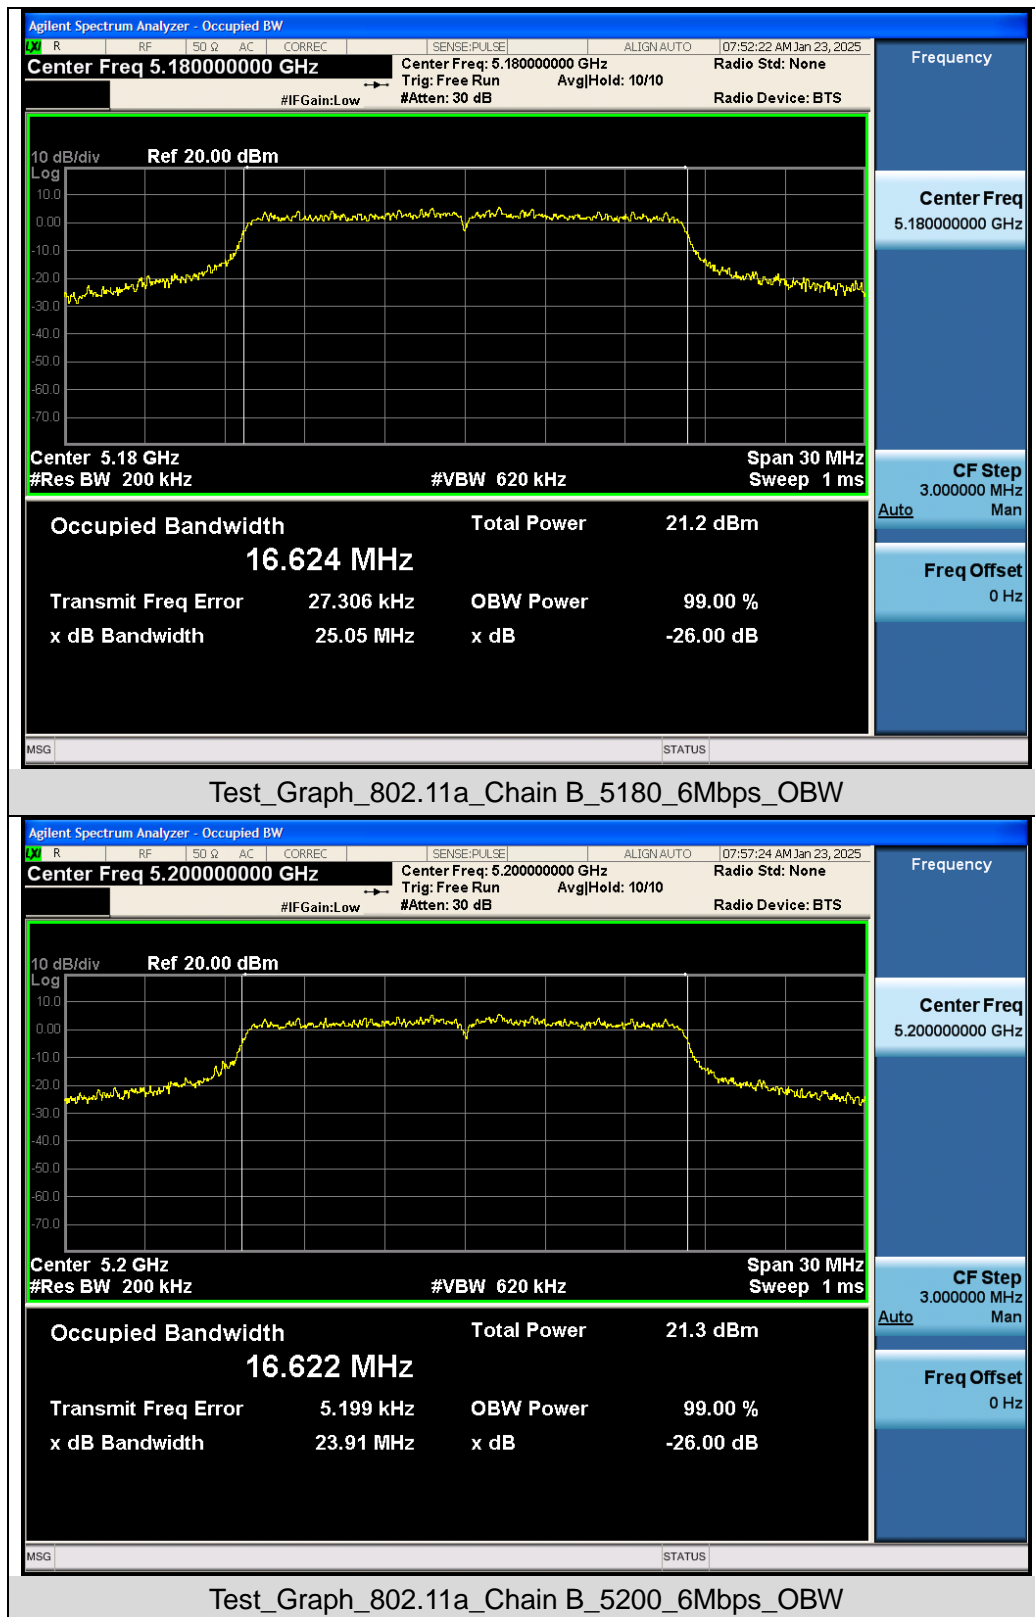 Agilent Spectrum Analyzer - Occupied BW
LXI R RF 50 Ω AC CORREC SENSE:PULSE ALIGN AUTO 07:52:22 AM Jan 23, 2025
Center Freq 5.180000000 GHz
Center Freq: 5.180000000 GHz
Radio Std: None
Trig: Free Run Avg|Hold: 10/10
#IFGain:Low
#Atten: 30 dB
Radio Device: BTS
Frequency
10 dB/div Ref 20.00 dBm
Log
10.0
0.00
-10.0
-20.0
-30.0
-40.0
-50.0
-60.0
-70.0
Center Freq
5.180000000 GHz
Center 5.18 GHz
Span 30 MHz
#Res BW 200 kHz
#VBW 620 kHz
Sweep 1 ms
CF Step
3.000000 MHz
Auto Man
Freq Offset
0 Hz
Occupied Bandwidth
Total Power 21.2 dBm
16.624 MHz
Transmit Freq Error 27.306 kHz
OBW Power 99.00 %
x dB Bandwidth 25.05 MHz
x dB -26.00 dB
MSG STATUS
Test_Graph_802.11a_Chain B_5180_6Mbps_OBW
Agilent Spectrum Analyzer - Occupied BW
LXI R RF 50 Ω AC CORREC SENSE:PULSE ALIGN AUTO 07:57:24 AM Jan 23, 2025
Center Freq 5.200000000 GHz
Center Freq: 5.200000000 GHz
Radio Std: None
Trig: Free Run Avg|Hold: 10/10
#IFGain:Low
#Atten: 30 dB
Radio Device: BTS
Frequency
10 dB/div Ref 20.00 dBm
Log
10.0
0.00
-10.0
-20.0
-30.0
-40.0
-50.0
-60.0
-70.0
Center Freq
5.200000000 GHz
Center 5.2 GHz
Span 30 MHz
#Res BW 200 kHz
#VBW 620 kHz
Sweep 1 ms
CF Step
3.000000 MHz
Auto Man
Freq Offset
0 Hz
Occupied Bandwidth
Total Power 21.3 dBm
16.622 MHz
Transmit Freq Error 5.199 kHz
OBW Power 99.00 %
x dB Bandwidth 23.91 MHz
x dB -26.00 dB
MSG STATUS
Test_Graph_802.11a_Chain B_5200_6Mbps_OBW